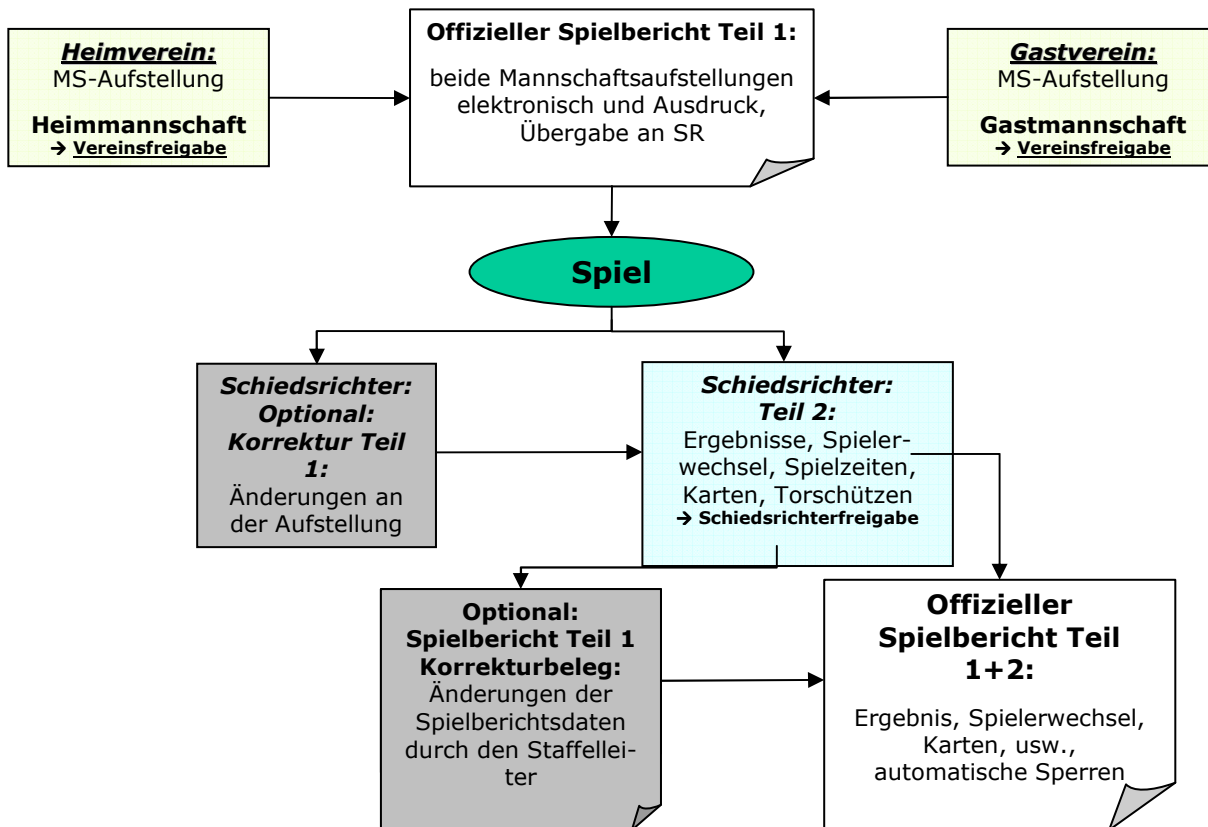 Heimverein:
MS-Aufstellung
Heimmannschaft
→ Vereinsfreigabe
Offizieller Spielbericht Teil 1:
beide Mannschaftsaufstellungen
elektronisch und Ausdruck,
Übergabe an SR
Gastverein:
MS-Aufstellung
Gastmannschaft
→ Vereinsfreigabe
Spiel
Schiedsrichter:
Optional:
Korrektur Teil
1:
Änderungen an
der Aufstellung
Schiedsrichter:
Teil 2:
Ergebnisse, Spieler-
wechsel, Spielzeiten,
Karten, Torschützen
→ Schiedsrichterfreigabe
Optional:
Spielbericht Teil 1
Korrekturbeleg:
Änderungen der
Spielberichtsdaten
durch den Staffellei-
ter
Offizieller
Spielbericht Teil
1+2:
Ergebnis, Spielerwechsel,
Karten, usw.,
automatische Sperren